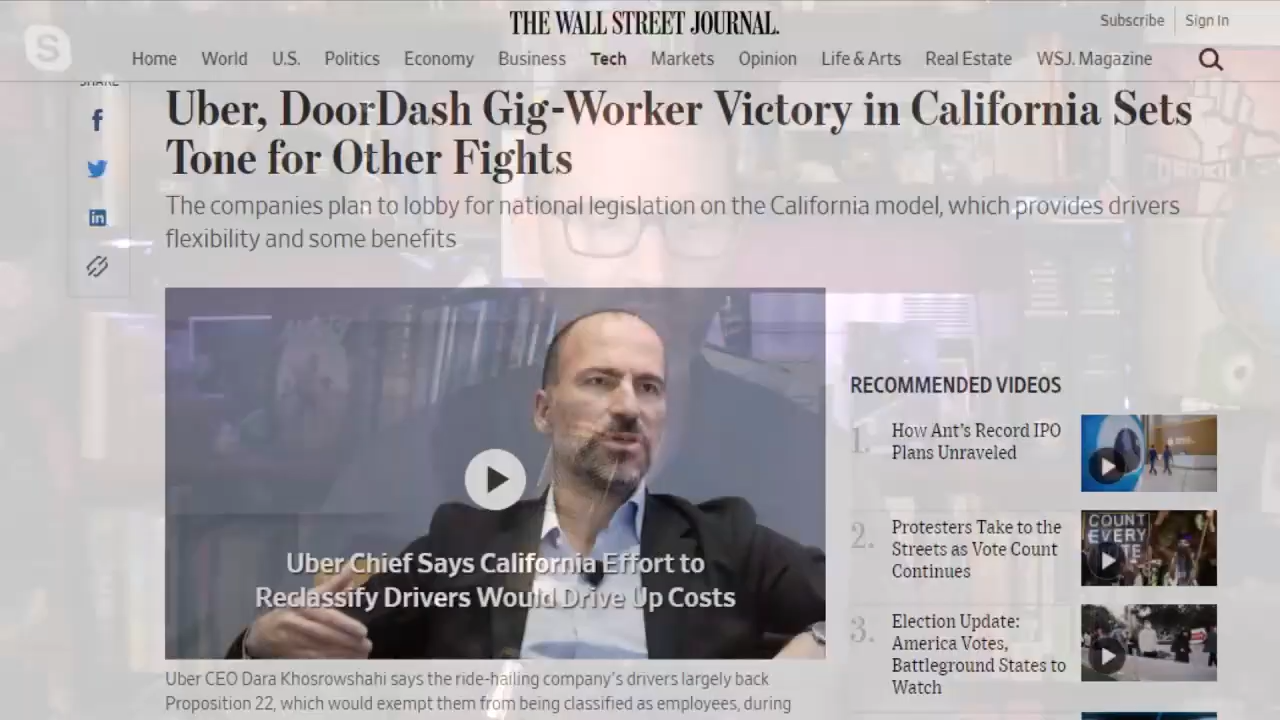 THE WALL STREET JOURNAL.
Subscribe
Sign In
S
Home World U.S. Politics Economy Business Tech Markets Opinion Life & Arts Real Estate WSJ. Magazine
SHARE
Uber, DoorDash Gig-Worker Victory in California Sets
Tone for Other Fights
The companies plan to lobby for national legislation on the California model, which provides drivers
flexibility and some benefits
f
in
Uber Chief Says California Effort to
Reclassify Drivers Would Drive Up Costs
Uber CEO Dara Khosrowshahi says the ride-hailing company's drivers largely back
Proposition 22, which would exempt them from being classified as employees, during
RECOMMENDED VIDEOS
1. How Ant's Record IPO
Plans Unraveled
2. Protesters Take to the
Streets as Vote Count
Continues
COUNT
EVERY
3. Election Update:
America Votes,
Battleground States to
Watch